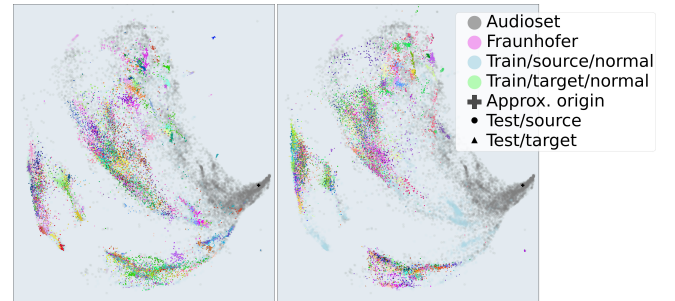 Audioset
Fraunhofer
Train/source/normal
Train/target/normal
Approx. origin
Test/source
Test/target